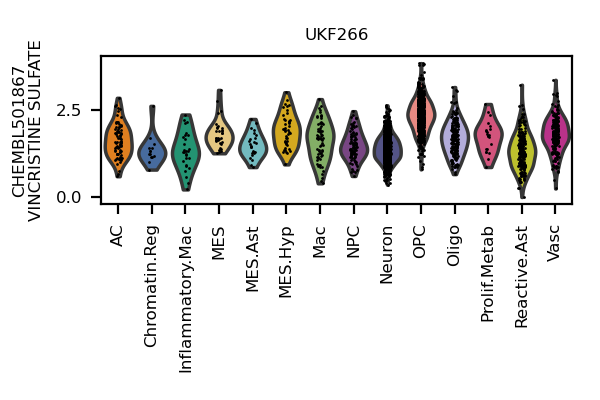 UKF266
CHEMBL501867
VINCRISTINE SULFATE
2.5
0.0
AC
Chromatin.Reg
Inflammatory.Mac
MES
MES.Ast
MES.Hyp
Mac
NPC
Neuron
OPC
Oligo
Prolif.Metab
Reactive.Ast
Vasc